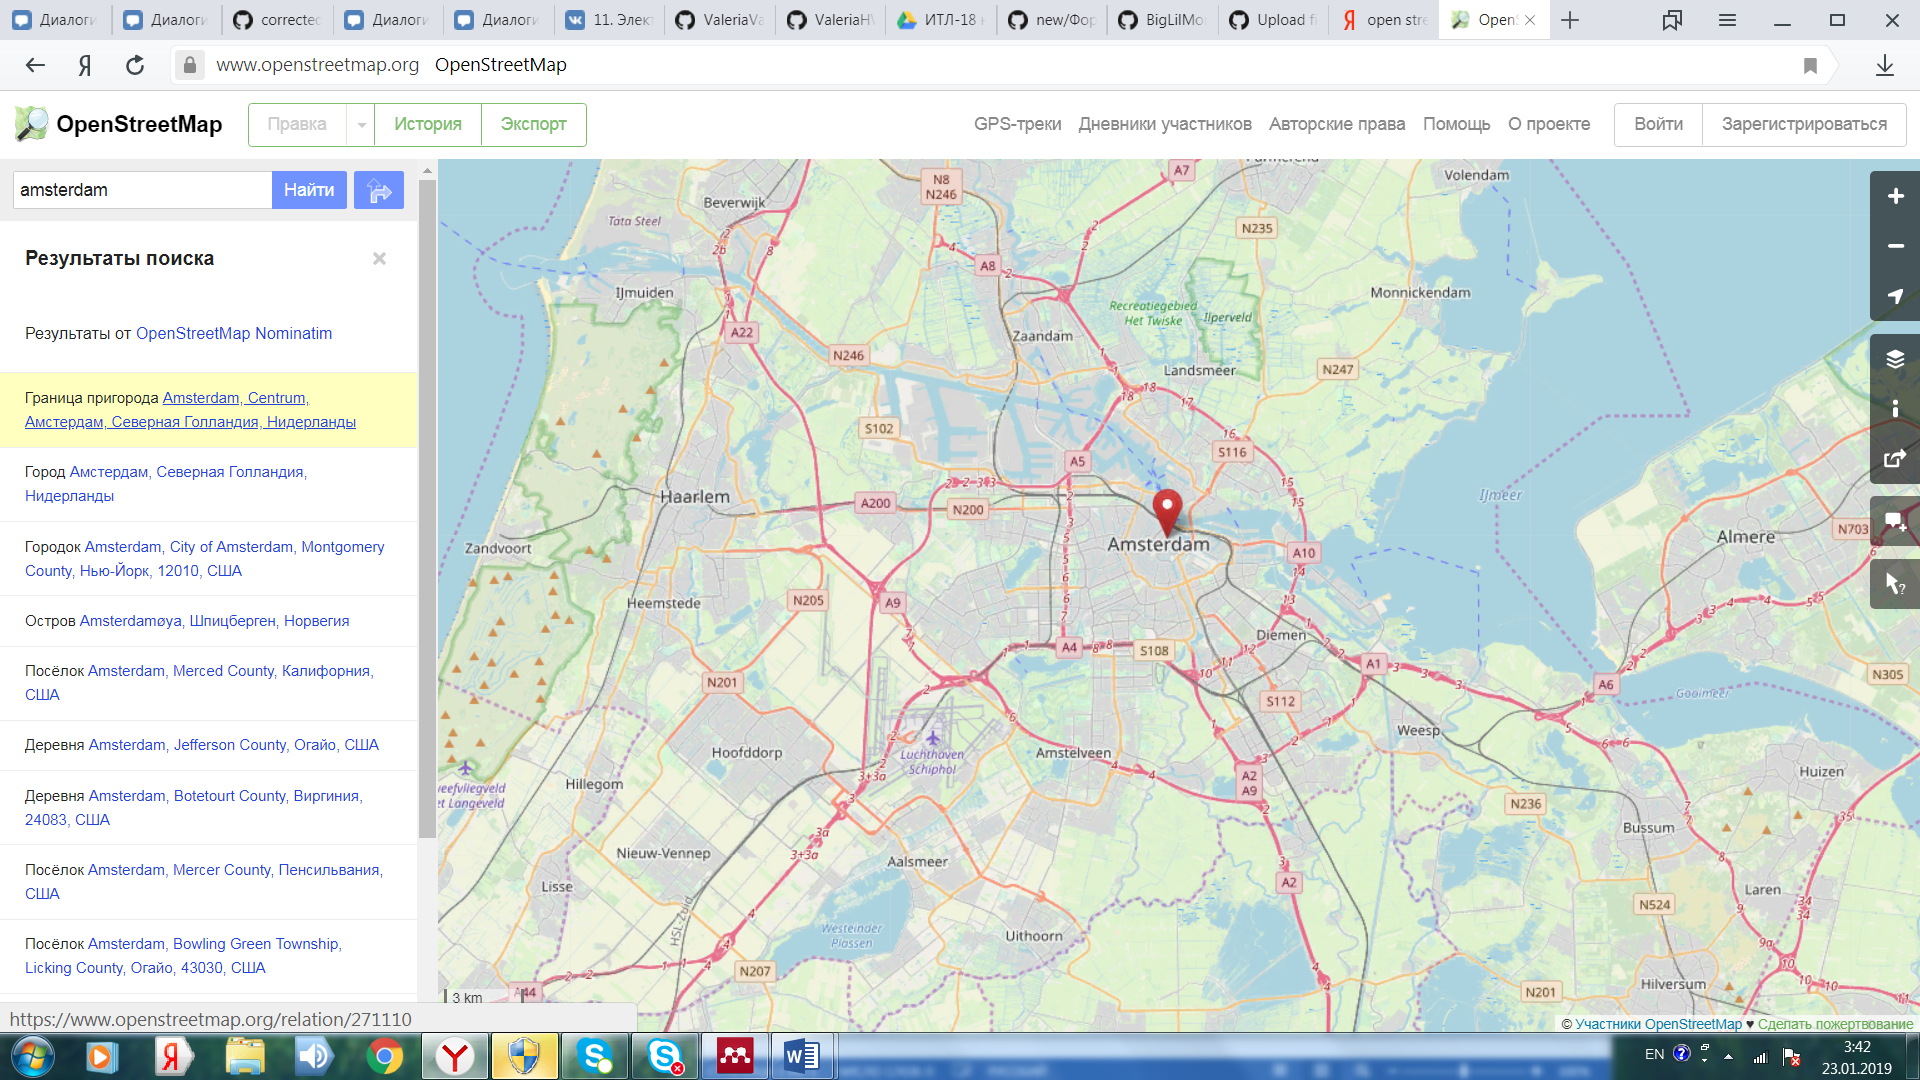 Диалоги
Диалоги
corrected
Диалоги
Диалоги
11. Элек
ValeriaVa
ValeriaHV
ИТЛ-18
new/Фор
BigLilMo
Upload fi
open stre
Open
www.openstreetmap.org OpenStreetMap
OpenStreetMap
Правка
История
Экспорт
GPS-треки
Дневники участников
Авторские права
Помощь
О проекте
Войти
Зарегистрироваться
amsterdam
Найти
Результаты поиска
Результаты от OpenStreetMap Nominatim
Граница пригорода Amsterdam, Centrum,
Амстердам, Северная Голландия, Нидерланды
Город Амстердам, Северная Голландия,
Нидерланды
Городок Amsterdam, City of Amsterdam, Montgomery
County, Нью-Йорк, 12010, США
Остров Amsterdamøya, Шпицберген, Норвегия
Посёлок Amsterdam, Merced County, Калифорния,
США
Деревня Amsterdam, Jefferson County, Огайо, США
Деревня Amsterdam, Botetourt County, Виргиния,
24083, США
Посёлок Amsterdam, Mercer County, Пенсильвания,
США
Посёлок Amsterdam, Bowling Green Township,
Licking County, Огайо, 43030, США
https://www.openstreetmap.org/relation/271110
A7
Volendam
N8
N246
Beverwijk
Tata Steel
N235
A8
IJmuiden
Monnickendam
Recreatiegebied
Het Twiske
Ilperveld
A22
Zaandam
N246
Landsmeer
N247
S102
S116
A5
IJmeer
Haarlem
A200
N200
Zandvoort
Amsterdam
A10
Almere
N703
Heemstede
N205
A9
Diemen
A4
S108
A1
N201
A6
N305
Gooimeer
S112
Weesp
Hoofddorp
Luchthaven
Schiphol
Amstelveen
Hillegom
A2
A9
Huizen
N236
Bussum
Nieuw-Vennep
Aalsmeer
Lisse
A2
Laren
N524
HSL-Zuid
Westeinder
Plassen
Uithoorn
N207
A44
N201
Hilversum
3 km
© Участники OpenStreetMap ♥ Сделать пожертвование
EN
3:42
23.01.2019